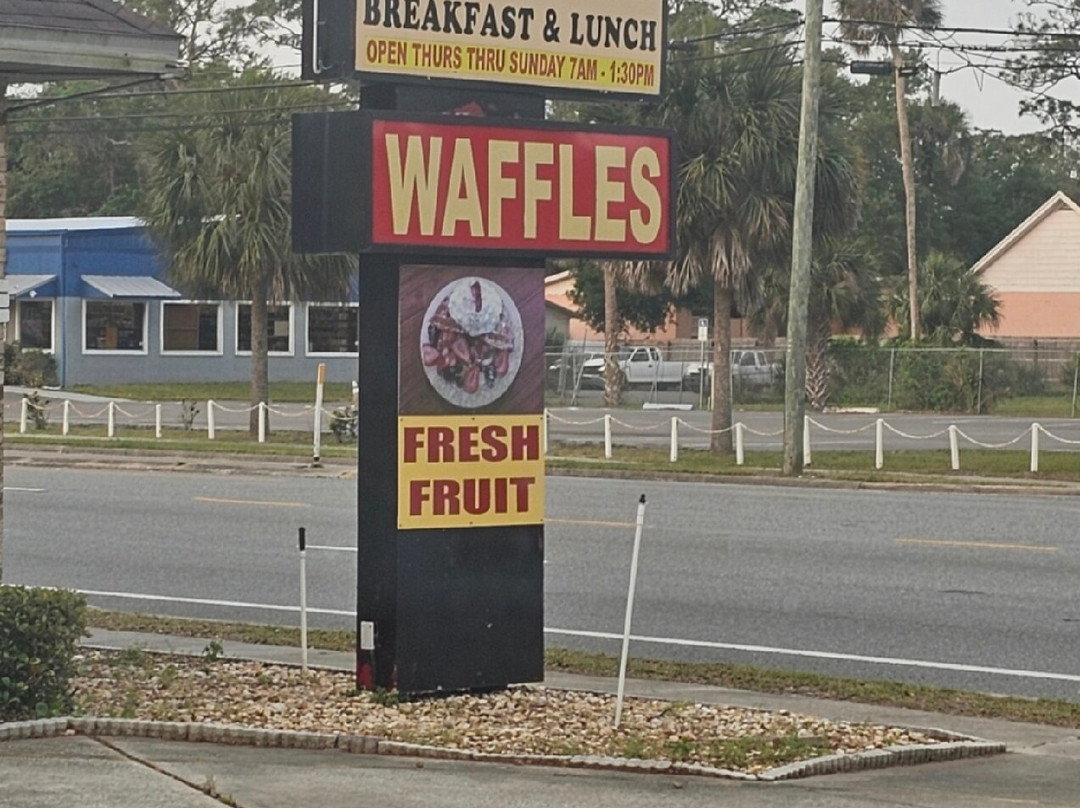 BREAKFAST & LUNCH
OPEN THURS THRU SUNDAY 7AM - 1:30PM
WAFFLES
FRESH
FRUIT